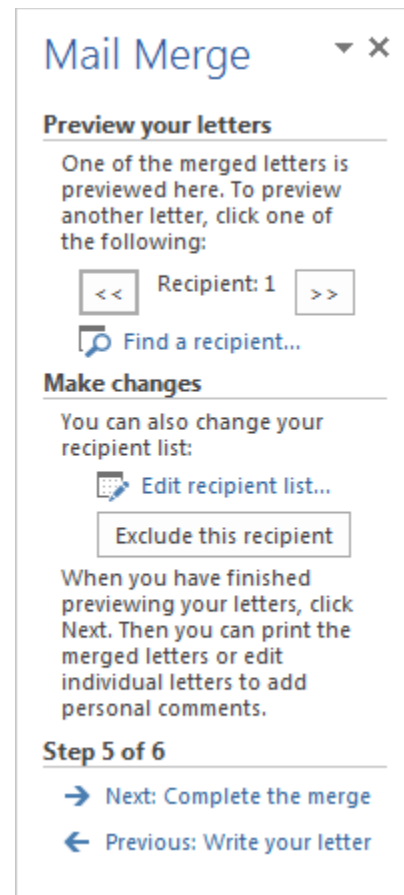 Mail Merge
Preview your letters
One of the merged letters is
previewed here. To preview
another letter, click one of
the following:
<< Recipient: 1 >>
Find a recipient...
Make changes
You can also change your
recipient list:
Edit recipient list...
Exclude this recipient
When you have finished
previewing your letters, click
Next. Then you can print the
merged letters or edit
individual letters to add
personal comments.
Step 5 of 6
Next: Complete the merge
Previous: Write your letter